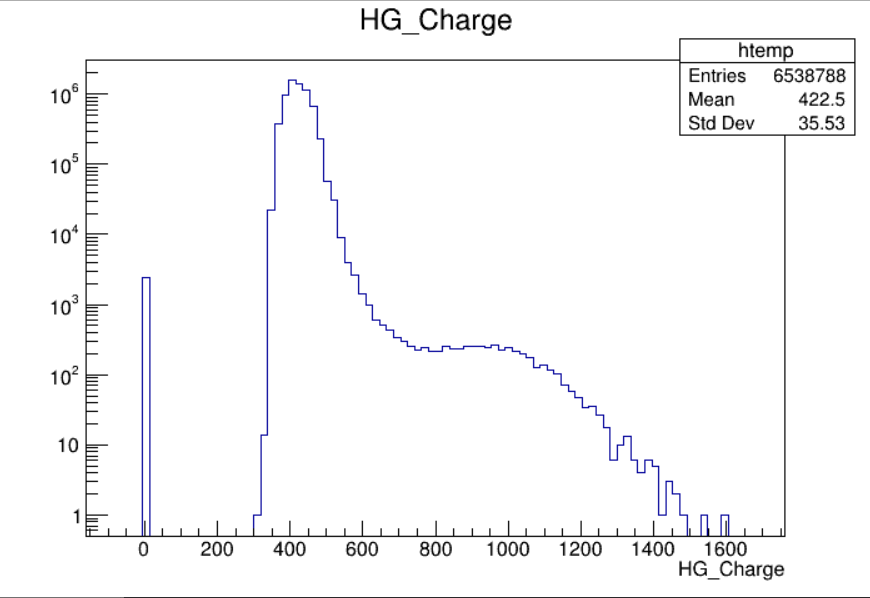 HG_Charge
htemp
Entries 6538788
Mean 422.5
Std Dev 35.53
10^6
10^5
10^4
10^3
10^2
10
1
0 200 400 600 800 1000 1200 1400 1600
HG_Charge